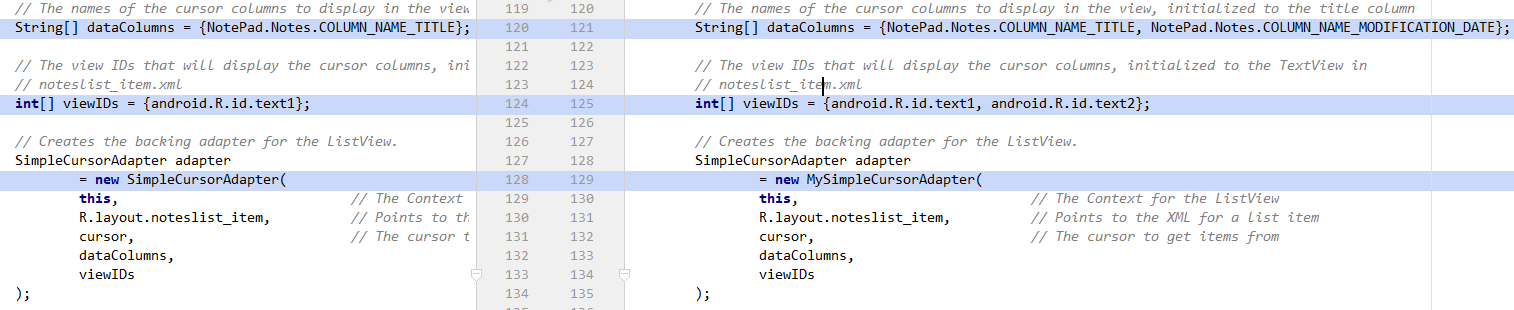 // The names of the cursor columns to display in the view
String[] dataColumns = {NotePad.Notes.COLUMN_NAME_TITLE};
// The view IDs that will display the cursor columns, ini
// noteslist_item.xml
int[] viewIDs = {android.R.id.text1};
// Creates the backing adapter for the ListView.
SimpleCursorAdapter adapter
= new SimpleCursorAdapter(
this, // The Context
R.layout.noteslist_item, // Points to th
cursor, // The cursor t
dataColumns,
viewIDs
);
119 120
120 121
121 122
122 123
123 124
124 125
125 126
126 127
127 128
128 129
129 130
130 131
131 132
132 133
133 134
134 135
// The names of the cursor columns to display in the view, initialized to the title column
String[] dataColumns = {NotePad.Notes.COLUMN_NAME_TITLE, NotePad.Notes.COLUMN_NAME_MODIFICATION_DATE};
// The view IDs that will display the cursor columns, initialized to the TextView in
// noteslist_item.xml
int[] viewIDs = {android.R.id.text1, android.R.id.text2};
// Creates the backing adapter for the ListView.
SimpleCursorAdapter adapter
= new MySimpleCursorAdapter(
this, // The Context for the ListView
R.layout.noteslist_item, // Points to the XML for a list item
cursor, // The cursor to get items from
dataColumns,
viewIDs
);